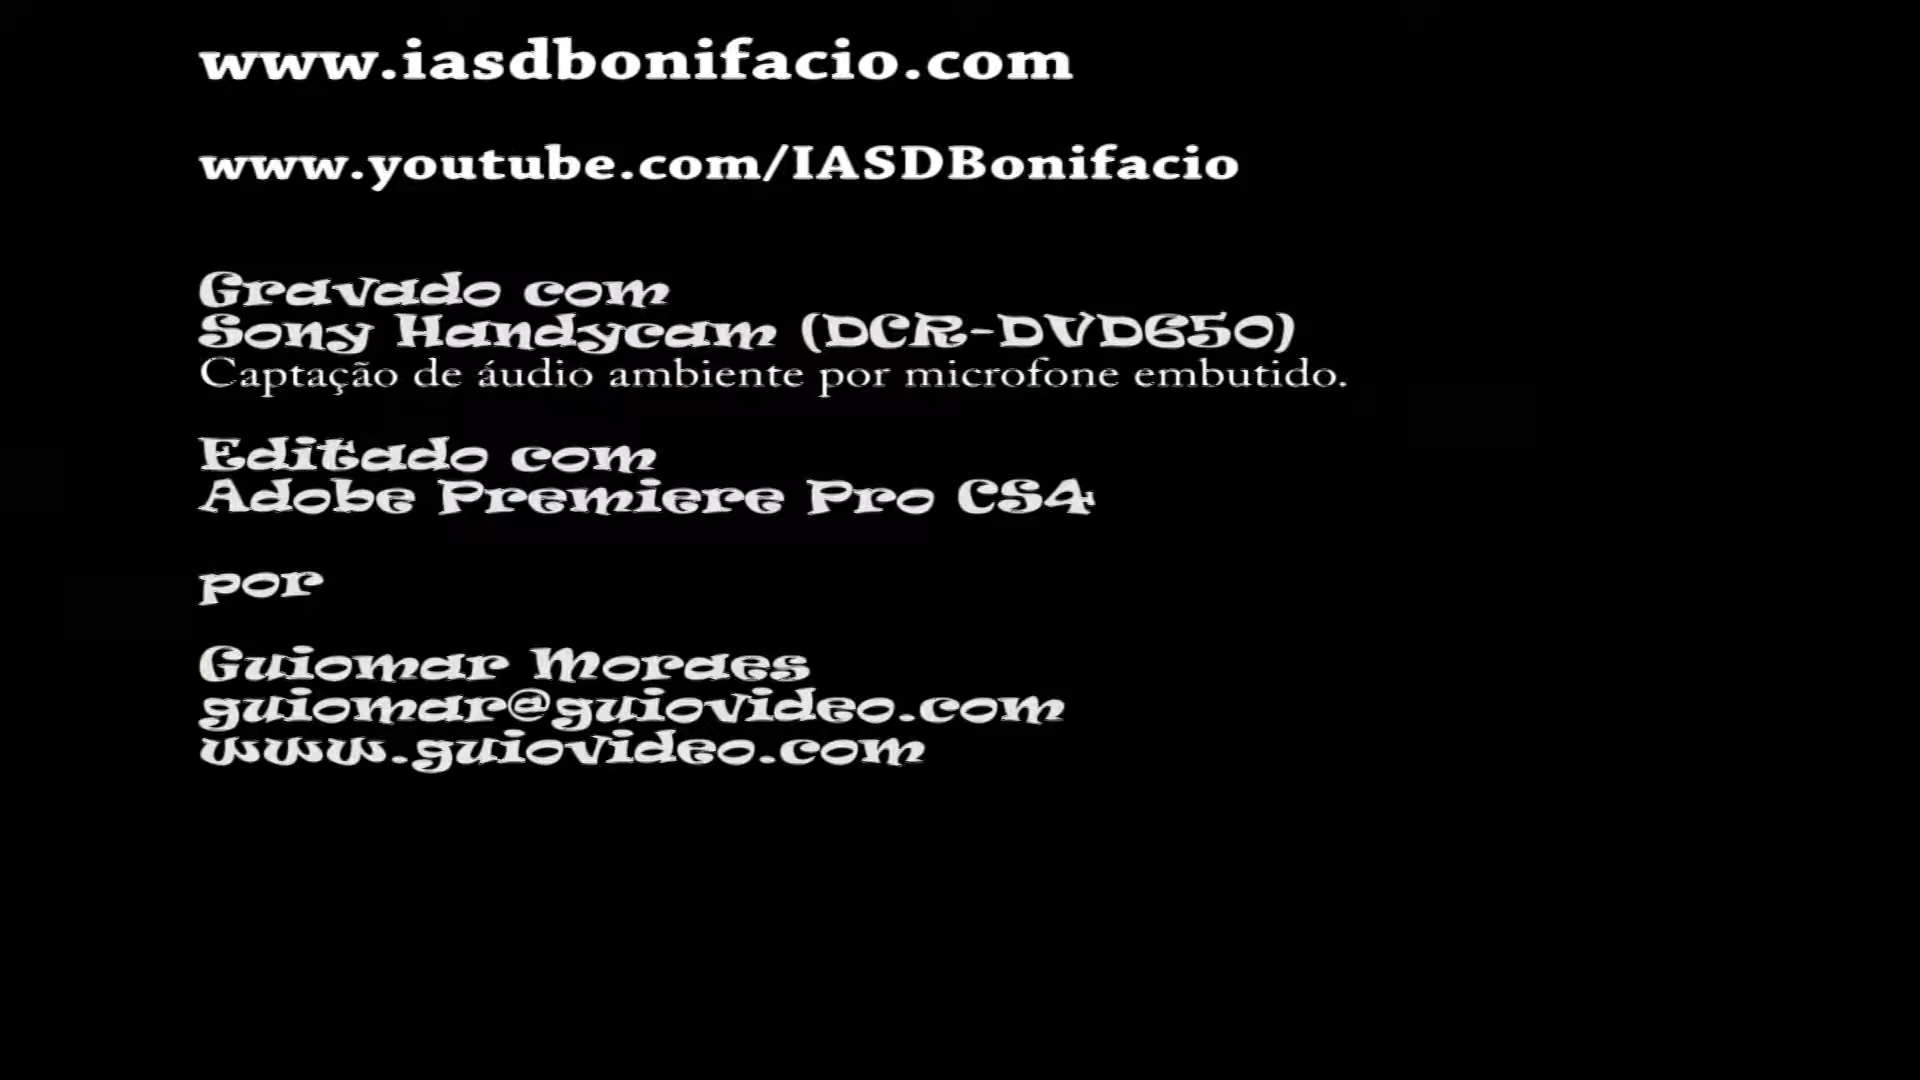 www.iasdbonifacio.com
www.youtube.com/IASDBonifacio
Gravado com
Sony Handycam (DCR-DVD650)
Captação de áudio ambiente por microfone embutido.
Editado com
Adobe Premiere Pro CS4
por
Guiomar Moraes
guiomar@guiovideo.com
www.guiovideo.com